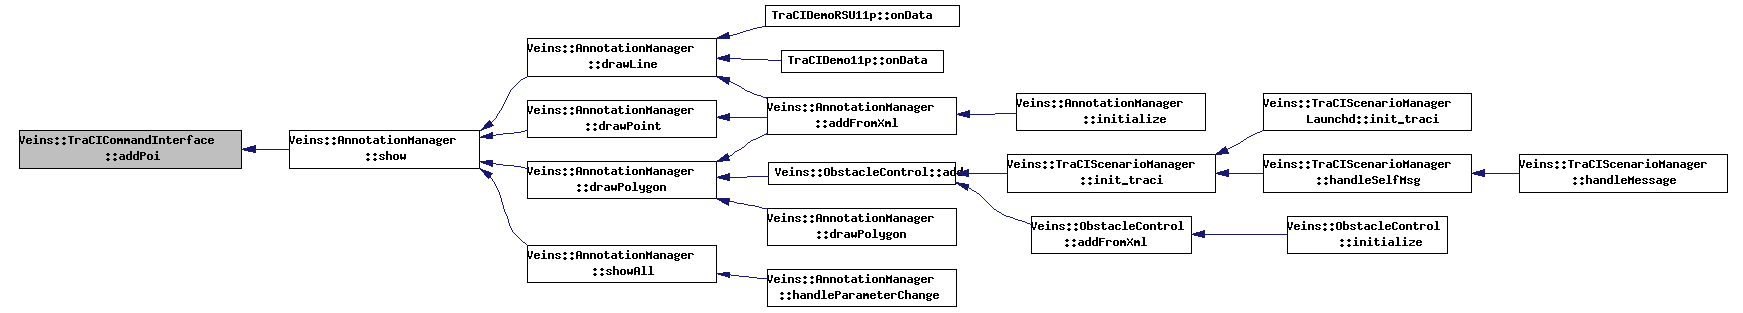 Veins::TraCICommandInterface
::addPoi
Veins::AnnotationManager
::show
Veins::AnnotationManager
::drawLine
Veins::AnnotationManager
::drawPoint
Veins::AnnotationManager
::drawPolygon
Veins::AnnotationManager
::showAll
TraCIDemoRSU11p::onData
TraCIDemo11p::onData
Veins::AnnotationManager
::addFromXml
Veins::ObstacleControl::add
Veins::AnnotationManager
::drawPolygon
Veins::AnnotationManager
::handleParameterChange
Veins::AnnotationManager
::initialize
Veins::TraCIScenarioManager
::init_traci
Veins::ObstacleControl
::addFromXml
Veins::TraCIScenarioManager
Launchd::init_traci
Veins::TraCIScenarioManager
::handleSelfMsg
Veins::ObstacleControl
::initialize
Veins::TraCIScenarioManager
::handleMessage